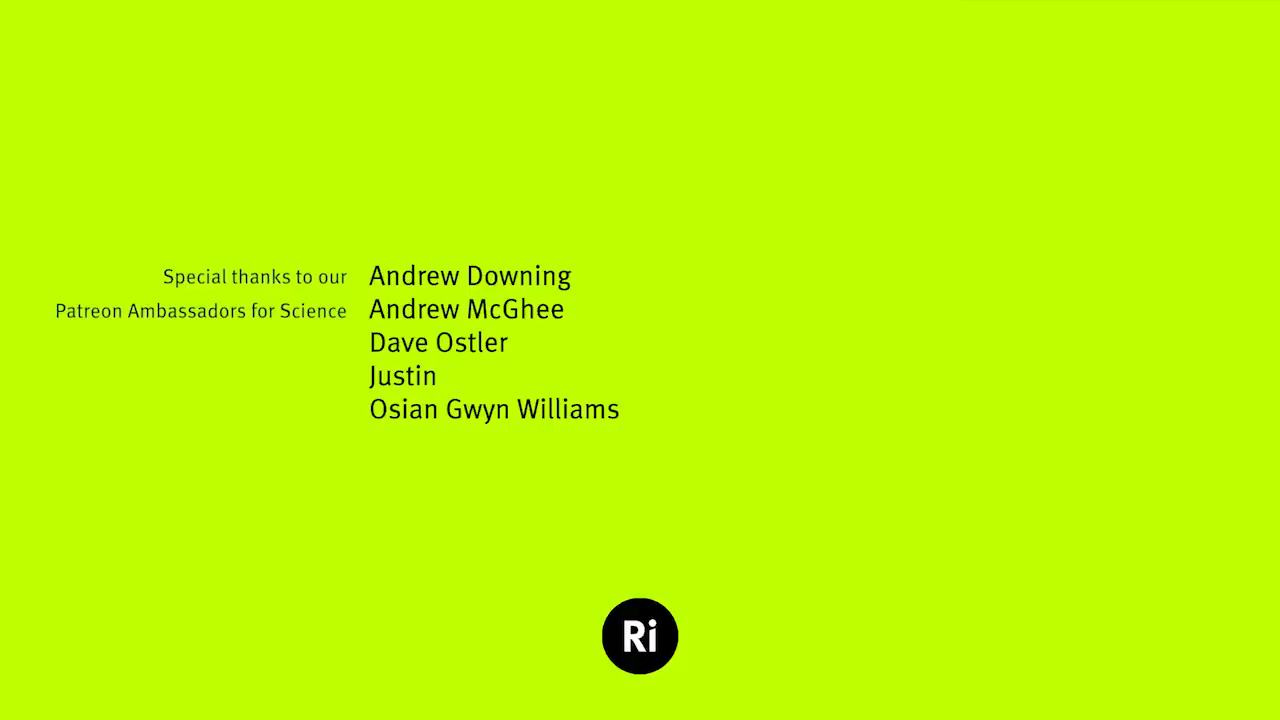 Special thanks to our
Patreon Ambassadors for Science
Andrew Downing
Andrew McGhee
Dave Ostler
Justin
Osian Gwyn Williams
Ri